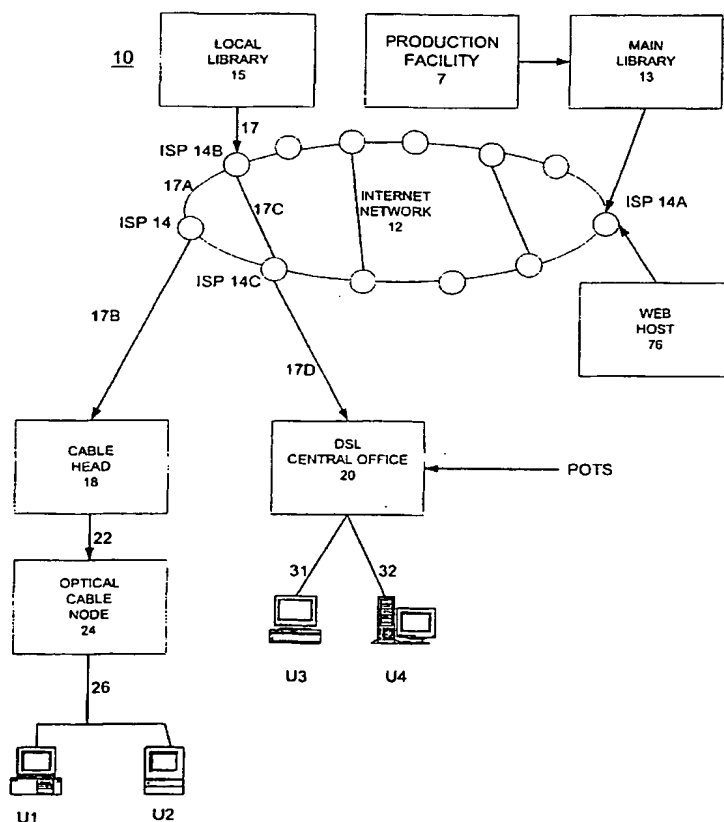 10
LOCAL
LIBRARY
15
PRODUCTION
FACILITY
7
MAIN
LIBRARY
13
17
ISP 14B
17A
17C
INTERNET
NETWORK
12
ISP 14A
ISP 14
ISP 14C
17B
17D
WEB
HOST
76
CABLE
HEAD
18
DSL
CENTRAL OFFICE
20
POTS
22
OPTICAL
CABLE
NODE
24
31
32
U3
U4
26
U1
U2